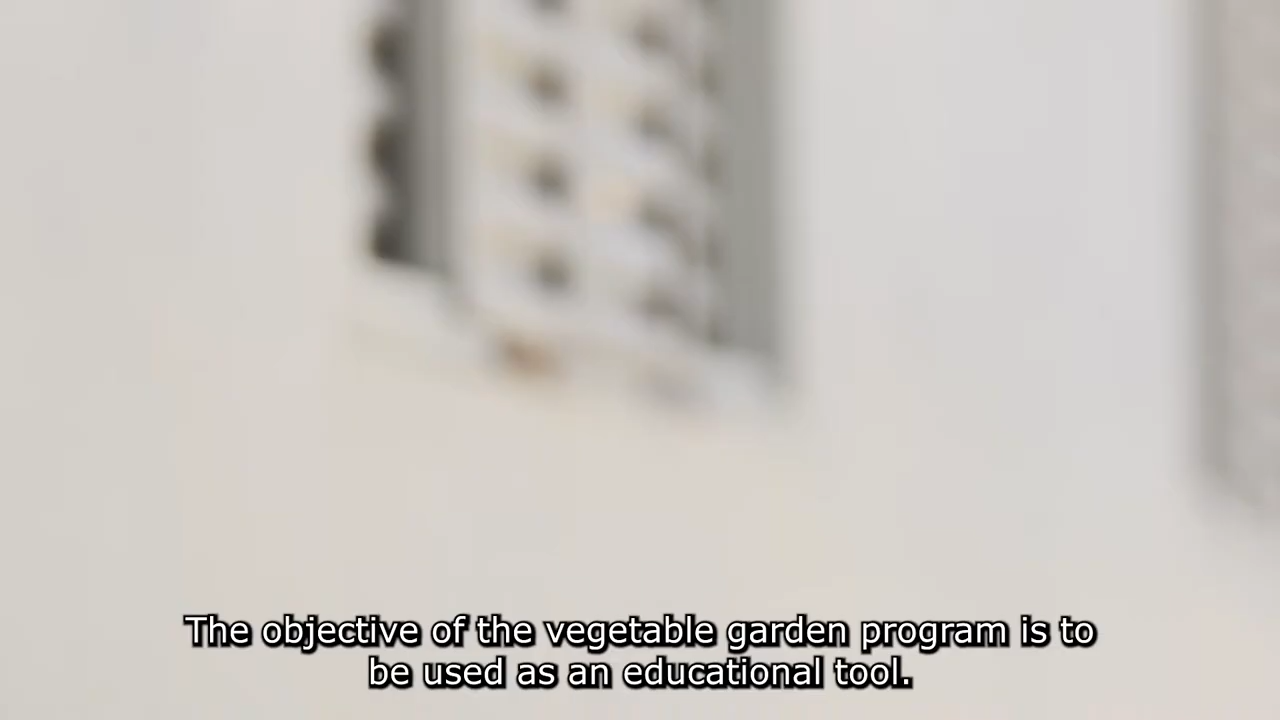 The objective of the vegetable garden program is to
be used as an educational tool.